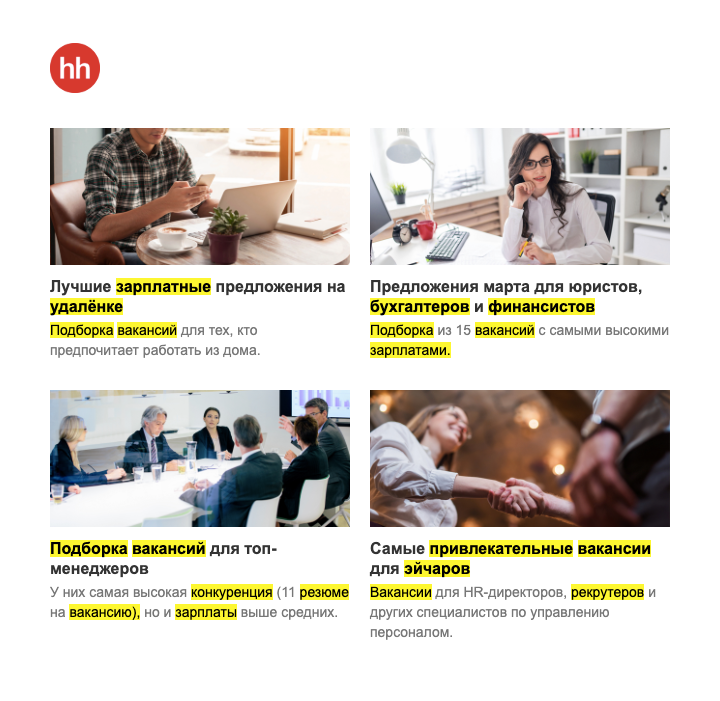 hh
Лучшие зарплатные предложения на
удалёнке
Подборка вакансий для тех, кто
предпочитает работать из дома.
Предложения марта для юристов,
бухгалтеров и финансистов
Подборка из 15 вакансий с самыми высокими
зарплатами.
Подборка вакансий для топ-
менеджеров
У них самая высокая конкуренция (11 резюме
на вакансию), но и зарплаты выше средних.
Самые привлекательные вакансии
для эйчаров
Вакансии для HR-директоров, рекрутеров и
других специалистов по управлению
персоналом.